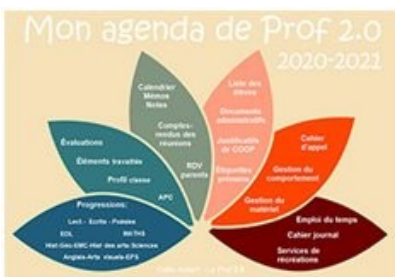 Mon agenda de Prof 2.0
2020-2021
Calendrier
Mémos
Notes
Comptes-
rendus des
réunions
RDV
parents
Liste des
élèves
Documents
administratifs
Justificatifs
de COOP
Étiquettes
prénoms
Évaluations
Éléments travaillés
Profil classe
APC
Cahier
d'appel
Gestion du
comportement
Gestion du
matériel
Progressions:
Lect - Ecrits - Poésies
EDL MATHS
Hist-Géo-EMC-Hist des arts Sciences
Anglais-Arts visuels-EPS
Emploi du temps
Cahier journal
Services de
récréations